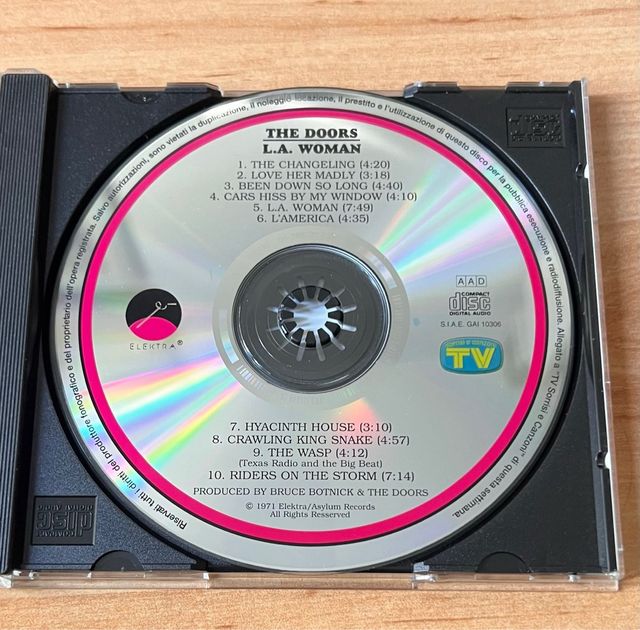 Riservati tutti i diritti del produttore fonografico e del proprietario dell'opera registrata. Salvo autorizzazioni, sono vietati la duplicazione, il noleggio-locazione, il prestito e l'utilizzazione di questo disco per la pubblica esecuzione e radiodiffusione. Allegato a "TV Sorrisi e Canzoni" di questa settimana.
THE DOORS
L.A. WOMAN
1. THE CHANGELING (4:20)
2. LOVE HER MADLY (3:18)
3. BEEN DOWN SO LONG (4:40)
4. CARS HISS BY MY WINDOW (4:10)
5. L.A. WOMAN (7:49)
6. L'AMERICA (4:35)
AAD
COMPACT
disc
DIGITAL AUDIO
S.I.A.E. GAI 10306
ELEKTRA®
TV
7. HYACINTH HOUSE (3:10)
8. CRAWLING KING SNAKE (4:57)
9. THE WASP (4:12)
(Texas Radio and the Big Beat)
10. RIDERS ON THE STORM (7:14)
PRODUCED BY BRUCE BOTNICK & THE DOORS
© 1971 Elektra/Asylum Records
All Rights Reserved
COMPACT
disc
DIGITAL AUDIO